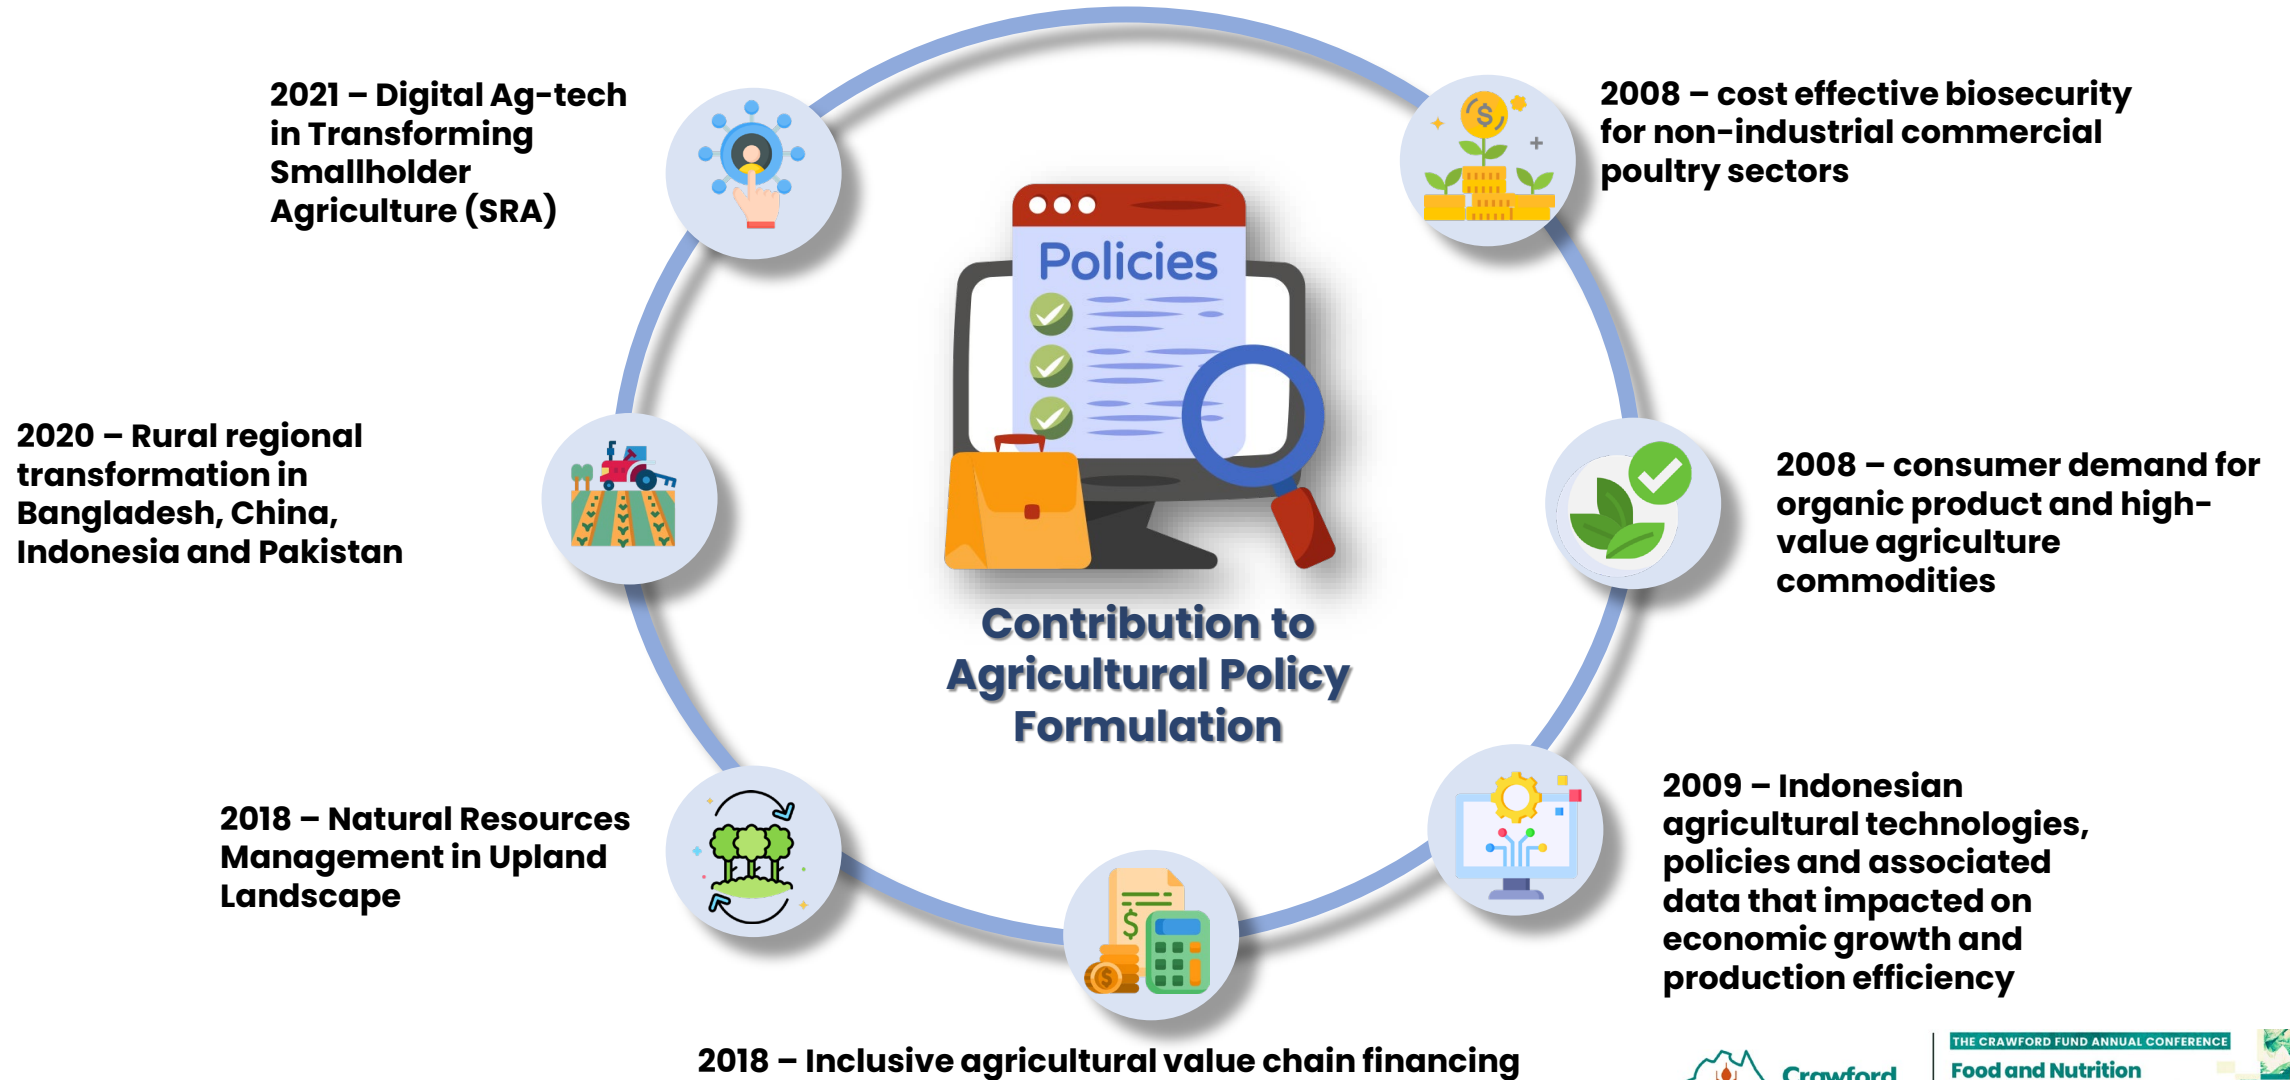 2021 – Digital Ag-tech
in Transforming
Smallholder
Agriculture (SRA)
2008 – cost effective biosecurity
for non-industrial commercial
poultry sectors
Policies
2020 – Rural regional
transformation in
Bangladesh, China,
Indonesia and Pakistan
2008 – consumer demand for
organic product and high-
value agriculture
commodities
Contribution to
Agricultural Policy
Formulation
2018 – Natural Resources
Management in Upland
Landscape
2009 – Indonesian
agricultural technologies,
policies and associated
data that impacted on
economic growth and
production efficiency
2018 – Inclusive agricultural value chain financing
Crawford
THE CRAWFORD FUND ANNUAL CONFERENCE
Food and Nutrition